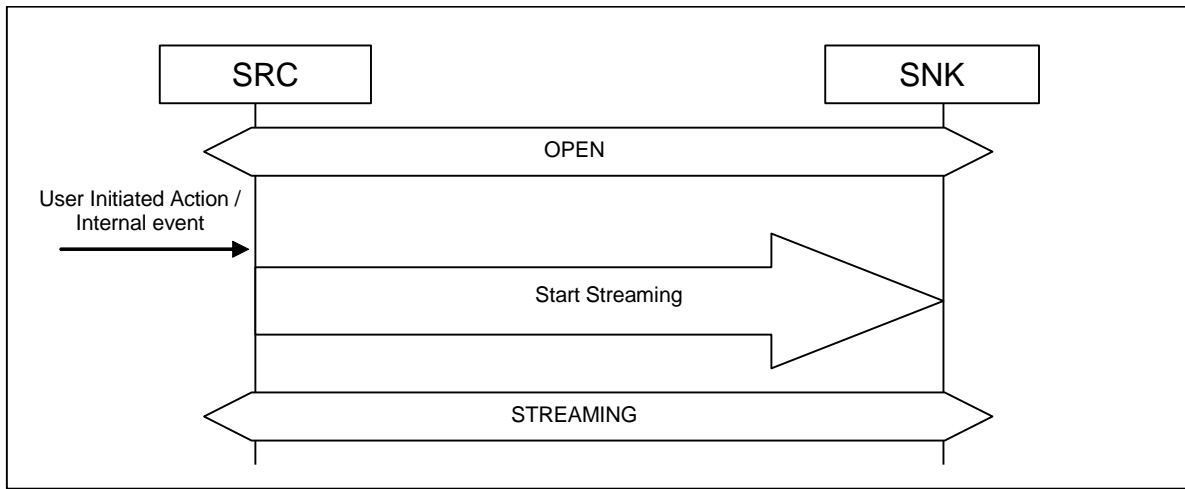 SRC
SNK
OPEN
User Initiated Action /
Internal event
Start Streaming
STREAMING